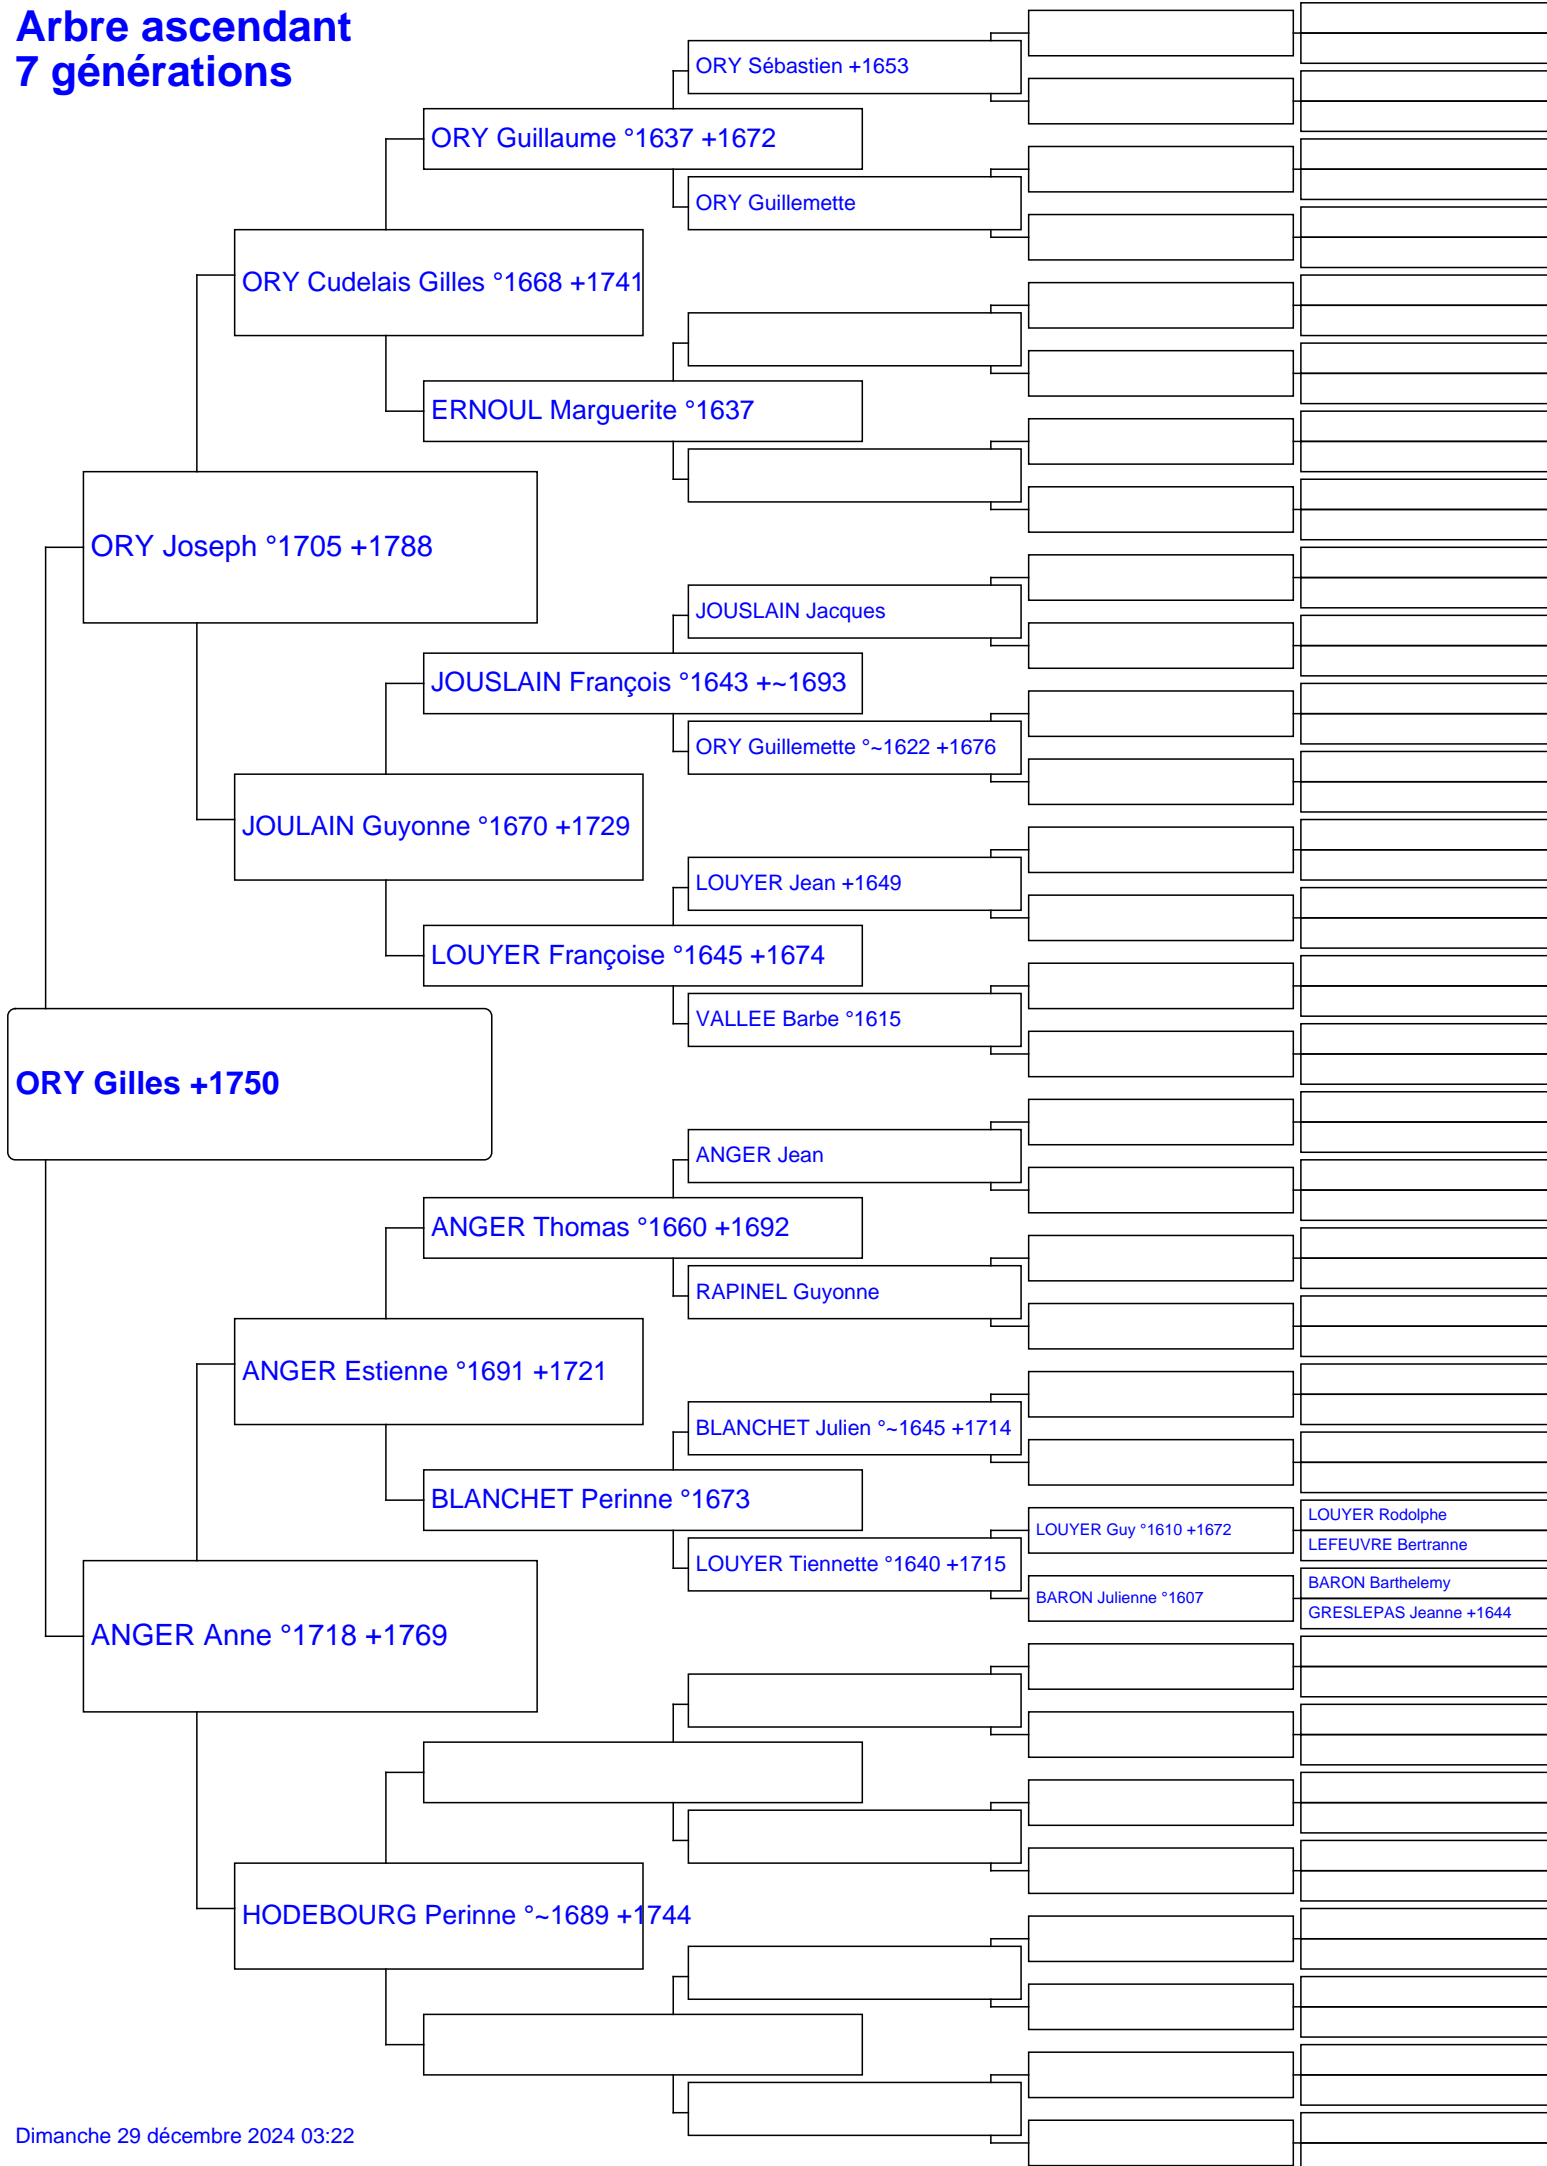 Arbre ascendant
7 générations
ORY Sébastien +1653
ORY Guillaume °1637 +1672
ORY Guillemette
ORY Cudelais Gilles °1668 +1741
ERNOUL Marguerite °1637
ORY Joseph °1705 +1788
JOUSLAIN Jacques
JOUSLAIN François °1643 +~1693
ORY Guillemette °~1622 +1676
JOULAIN Guyonne °1670 +1729
LOUYER Jean +1649
LOUYER Françoise °1645 +1674
VALLEE Barbe °1615
ORY Gilles +1750
ANGER Jean
ANGER Thomas °1660 +1692
RAPINEL Guyonne
ANGER Estienne °1691 +1721
BLANCHET Julien °~1645 +1714
BLANCHET Perinne °1673
LOUYER Rodolphe
LOUYER Guy °1610 +1672
LEFEUVRE Bertranne
LOUYER Tiennette °1640 +1715
BARON Barthelemy
BARON Julienne °1607
GRESLEPAS Jeanne +1644
ANGER Anne °1718 +1769
HODEBOURG Perinne °~1689 +1744
Dimanche 29 décembre 2024 03:22